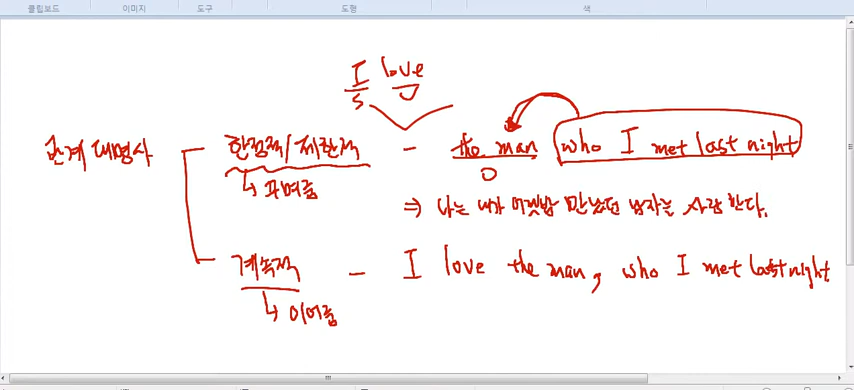 클립보드 이미지 도구 도형 색
I love
S V
관계대명사
한정적/제한적 - the man who I met last night
O
↳ 꾸며줌
⇒ 나는 내가 어젯밤 만났던 남자를 사랑한다.
계속적 - I love the man, who I met last night
↳ 이어줌